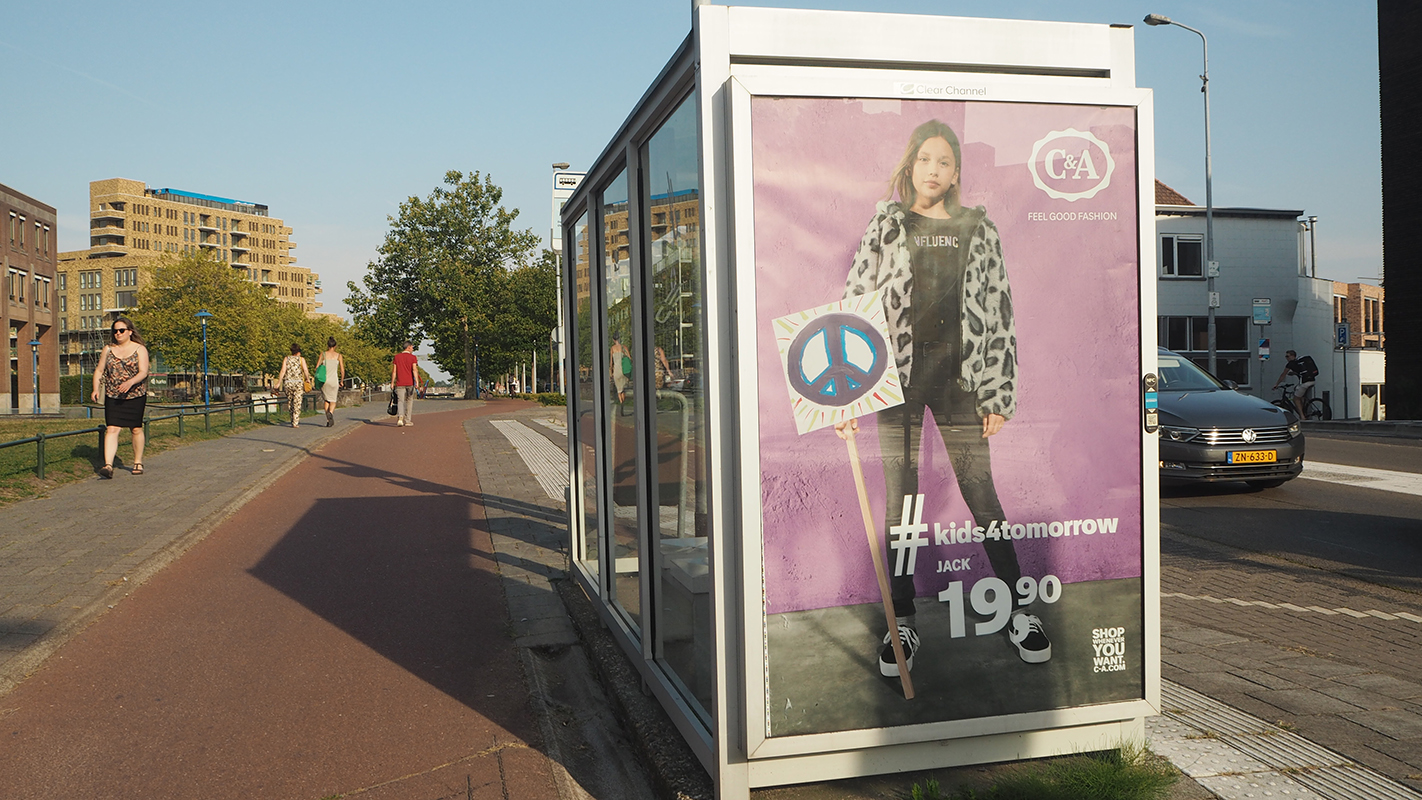 Clear Channel
C&A
FEEL GOOD FASHION
NFLUENC
#kids4tomorrow
JACK
19,90
SHOP
WHENEVER
YOU
WANT.
C-A.COM
ZN-633-D